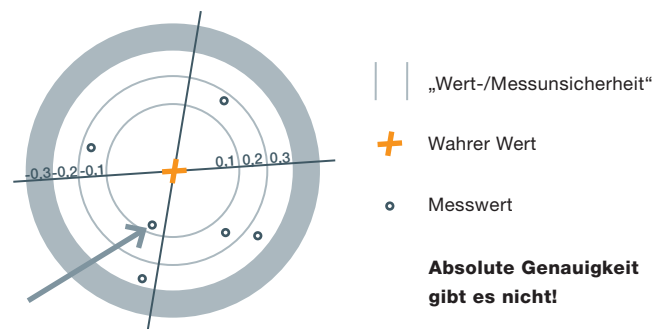 -0,3 -0,2 -0,1
0,1 0,2 0,3
„Wert-/Messunsicherheit“
Wahrer Wert
Messwert
Absolute Genauigkeit
gibt es nicht!